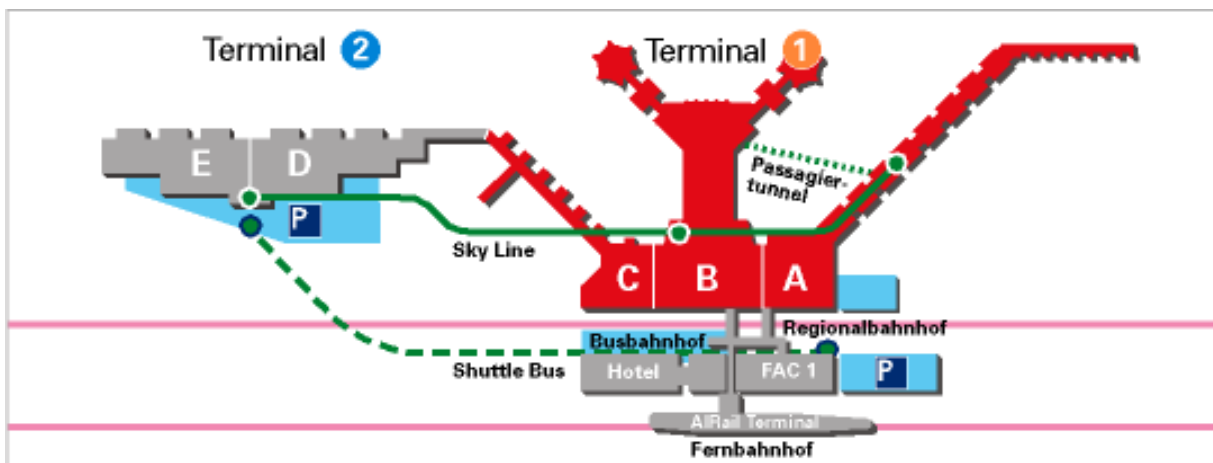 Terminal 2
Terminal 1
E
D
P
Passagier-
tunnel
Sky Line
C
B
A
Regionalbahnhof
Busbahnhof
Shuttle Bus
Hotel
FAC 1
P
AIRail Terminal
Fernbahnhof